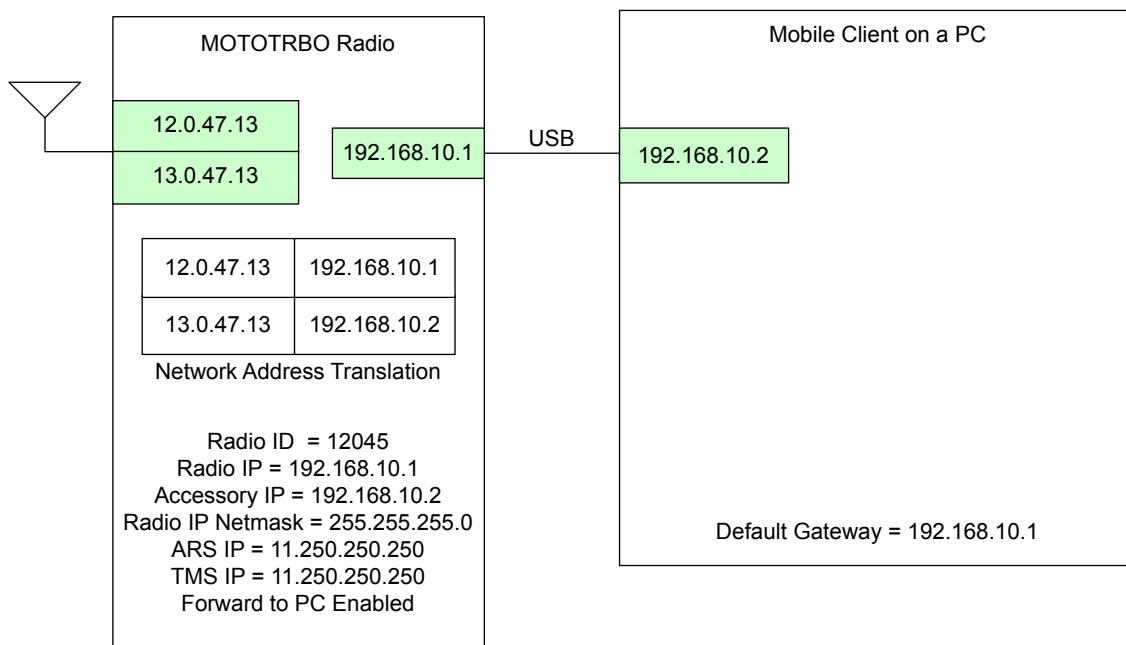 MOTOTRBO Radio
12.0.47.13
13.0.47.13
192.168.10.1
12.0.47.13 192.168.10.1
13.0.47.13 192.168.10.2
Network Address Translation
Radio ID = 12045
Radio IP = 192.168.10.1
Accessory IP = 192.168.10.2
Radio IP Netmask = 255.255.255.0
ARS IP = 11.250.250.250
TMS IP = 11.250.250.250
Forward to PC Enabled
USB
Mobile Client on a PC
192.168.10.2
Default Gateway = 192.168.10.1